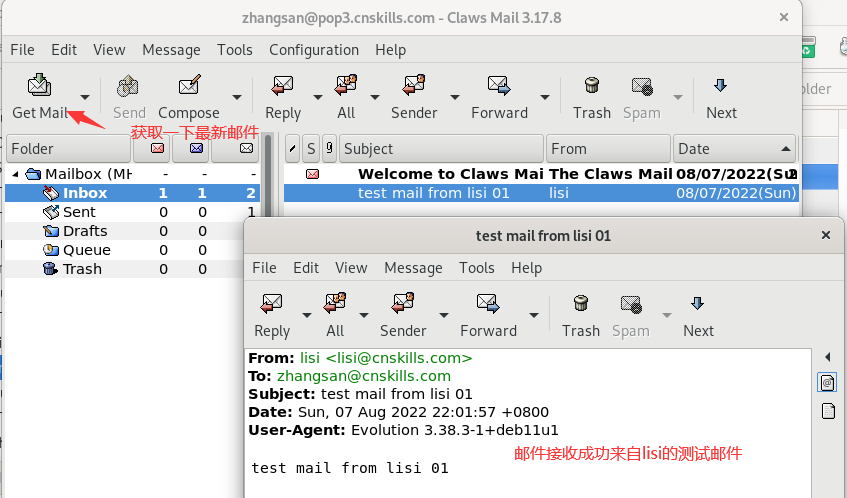 zhangsan@pop3.cnskills.com - Claws Mail 3.17.8
File Edit View Message Tools Configuration Help
Get Mail Send Compose Reply All Sender Forward Trash Spam Next
获取一下最新邮件
Folder S Subject From Date
Mailbox (MH - - -
Welcome to Claws Mai The Claws Mail 08/07/2022(Sun)
Inbox 1 1 2
test mail from lisi 01 lisi 08/07/2022(Sun)
Sent 0 0 1
Drafts 0 0
Queue 0 0
Trash 0 0
test mail from lisi 01
File Edit View Message Tools Help
Reply All Sender Forward Trash Spam Next
From: lisi <lisi@cnskills.com>
To: zhangsan@cnskills.com
Subject: test mail from lisi 01
Date: Sun, 07 Aug 2022 22:01:57 +0800
User-Agent: Evolution 3.38.3-1+deb11u1
邮件接收成功来自lisi的测试邮件
test mail from lisi 01
older